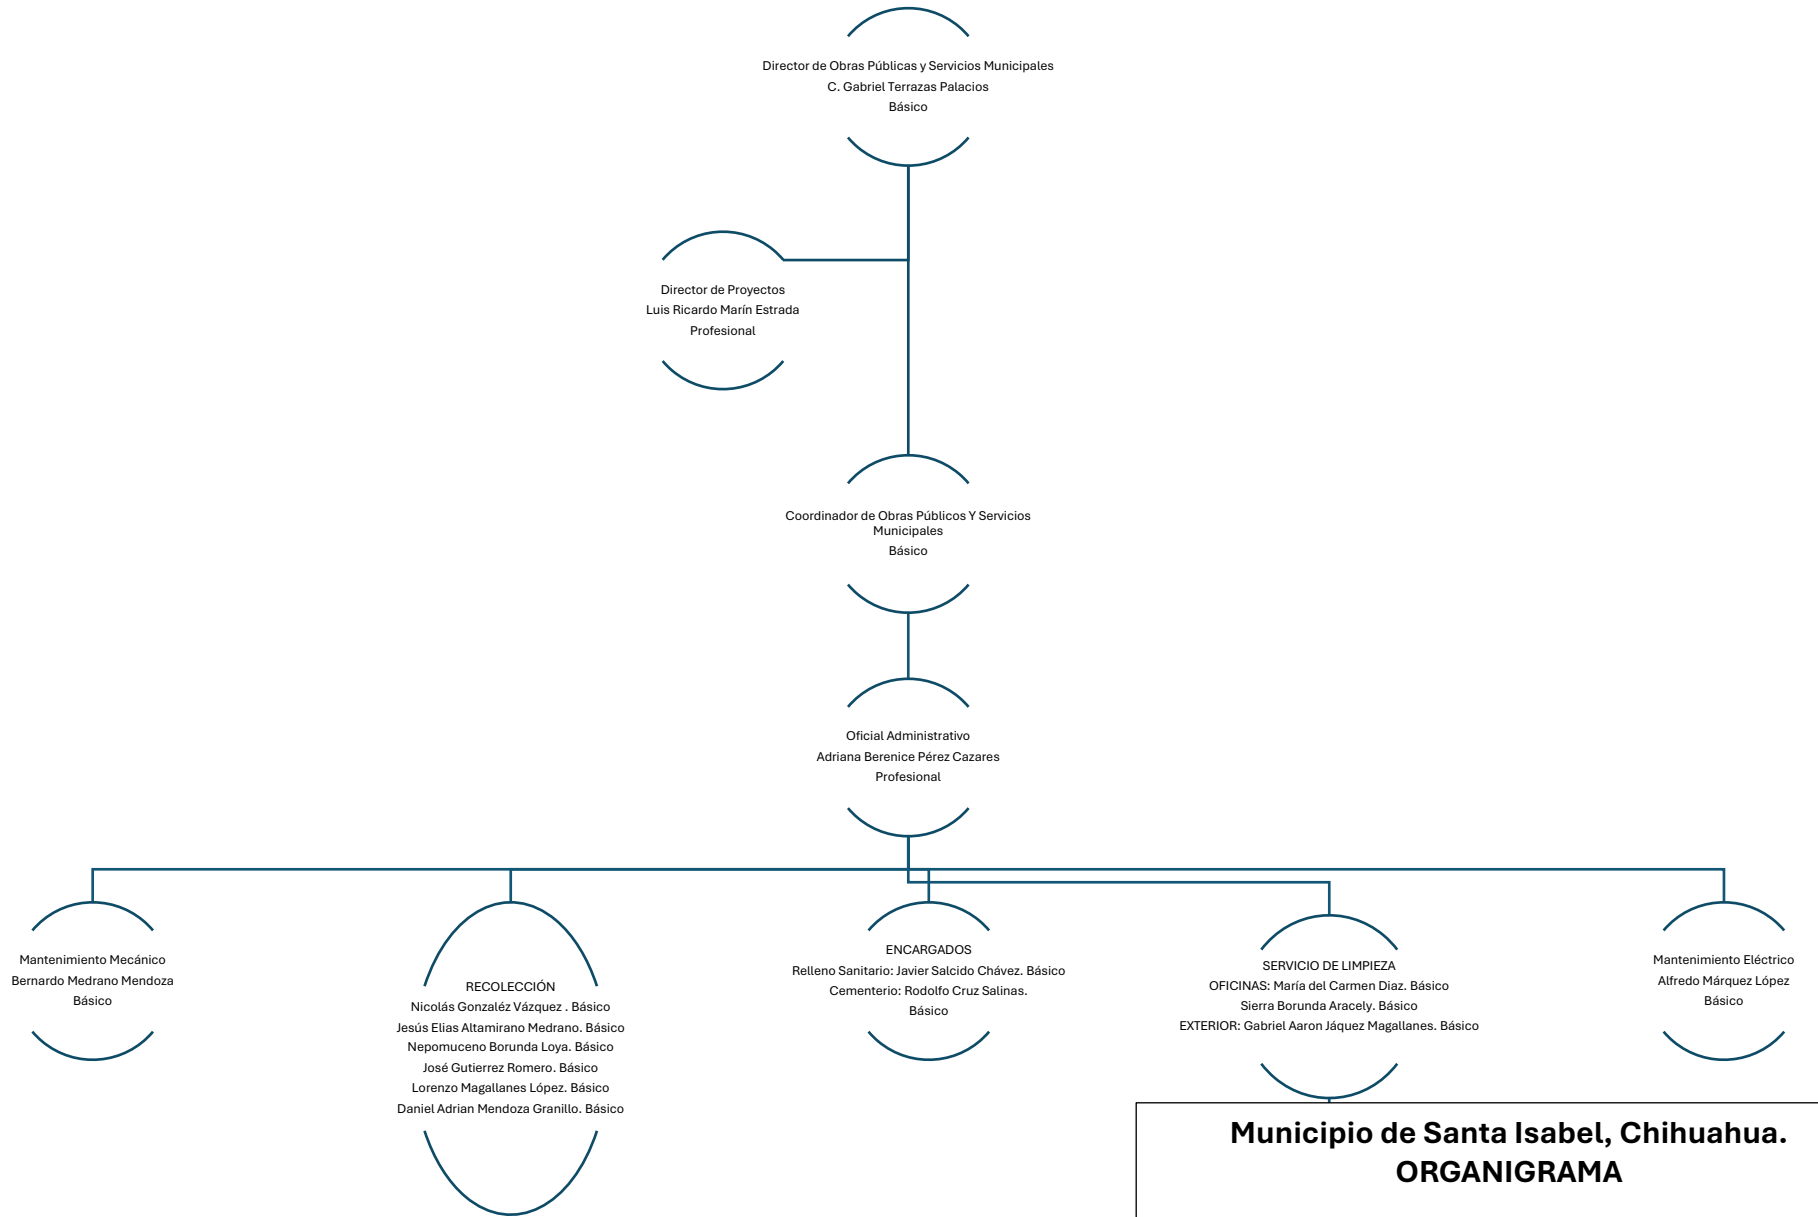 Director de Obras Públicas y Servicios Municipales
C. Gabriel Terrazas Palacios
Básico
Director de Proyectos
Luis Ricardo Marín Estrada
Profesional
Coordinador de Obras Públicos Y Servicios
Municipales
Básico
Oficial Administrativo
Adriana Berenice Pérez Cazares
Profesional
Mantenimiento Mecánico
Bernardo Medrano Mendoza
Básico
RECOLECCIÓN
Nicolás Gonzaléz Vázquez . Básico
Jesús Elias Altamirano Medrano. Básico
Nepomuceno Borunda Loya. Básico
José Gutierrez Romero. Básico
Lorenzo Magallanes López. Básico
Daniel Adrian Mendoza Granillo. Básico
ENCARGADOS
Relleno Sanitario: Javier Salcido Chávez. Básico
Cementerio: Rodolfo Cruz Salinas.
Básico
SERVICIO DE LIMPIEZA
OFICINAS: María del Carmen Diaz. Básico
Sierra Borunda Aracely. Básico
EXTERIOR: Gabriel Aaron Jáquez Magallanes. Básico
Mantenimiento Eléctrico
Alfredo Márquez López
Básico
Municipio de Santa Isabel, Chihuahua.
ORGANIGRAMA